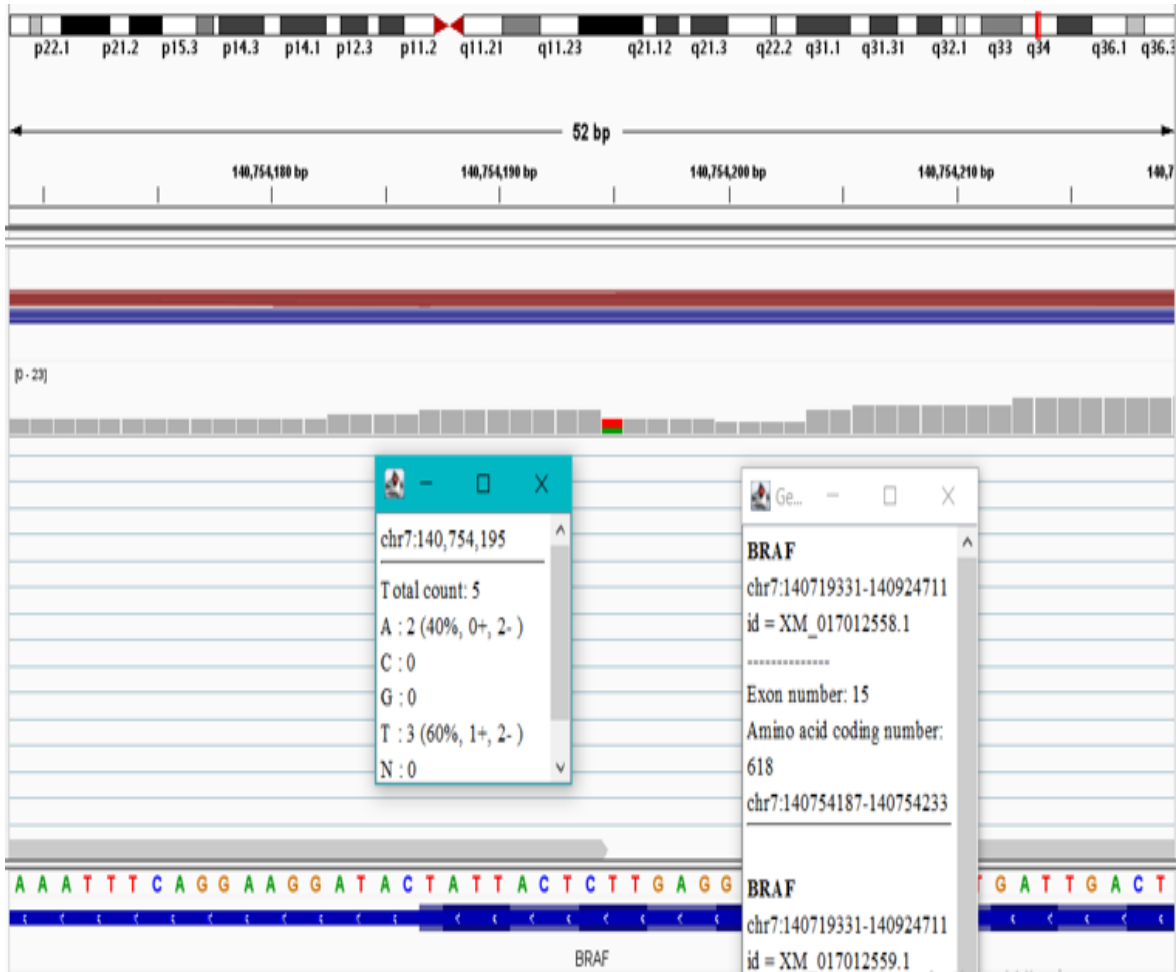 p22.1 p21.2 p15.3 p14.3 p14.1 p12.3 p11.2 q11.21 q11.23 q21.12 q21.3 q22.2 q31.1 q31.31 q32.1 q33 q34 q36.1 q36.3
52 bp
140,754,180 bp 140,754,190 bp 140,754,200 bp 140,754,210 bp 140,7
[0 - 23]
chr7:140,754,195
Total count: 5
A : 2 (40%, 0+, 2- )
C : 0
G : 0
T : 3 (60%, 1+, 2- )
N : 0
Ge...
BRAF
chr7:140719331-140924711
id = XM_017012558.1
--------------
Exon number: 15
Amino acid coding number:
618
chr7:140754187-140754233
BRAF
chr7:140719331-140924711
id = XM_017012559.1
A A A T T T C A G G A A G G A T A C T A T T A C T C T T G A G G T G A T T G A C T
BRAF